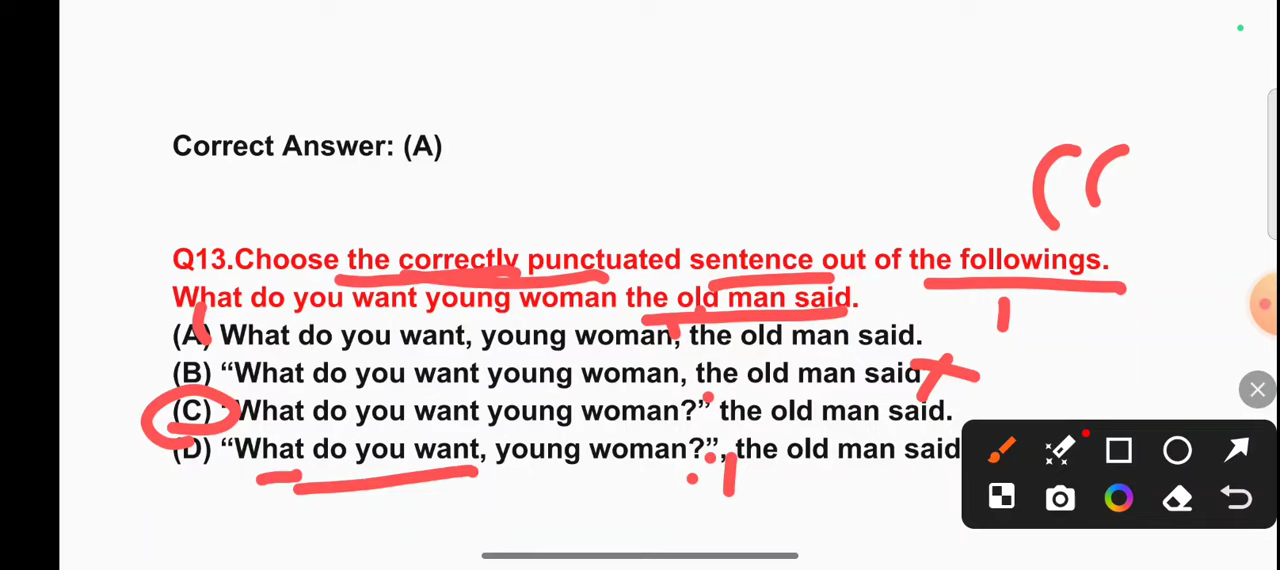 Correct Answer: (A)
Q13.Choose the correctly punctuated sentence out of the followings.
What do you want young woman the old man said.
(A) What do you want, young woman, the old man said.
(B) “What do you want young woman, the old man said
(C) “What do you want young woman?” the old man said.
(D) “What do you want, young woman?”, the old man said